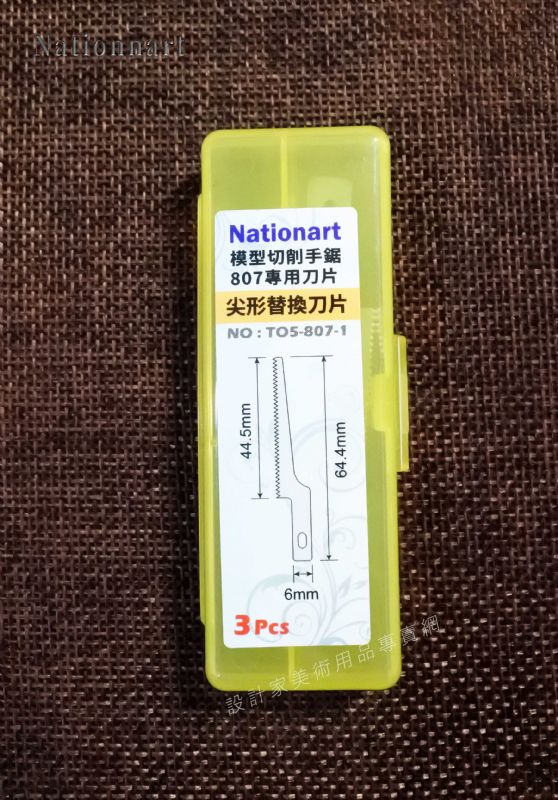 Nationnart
Nationart
模型切削手鋸
807專用刀片
尖形替換刀片
NO : TO5-807-1
44.5mm
64.4mm
6mm
3 Pcs
設計家美術用品專賣網